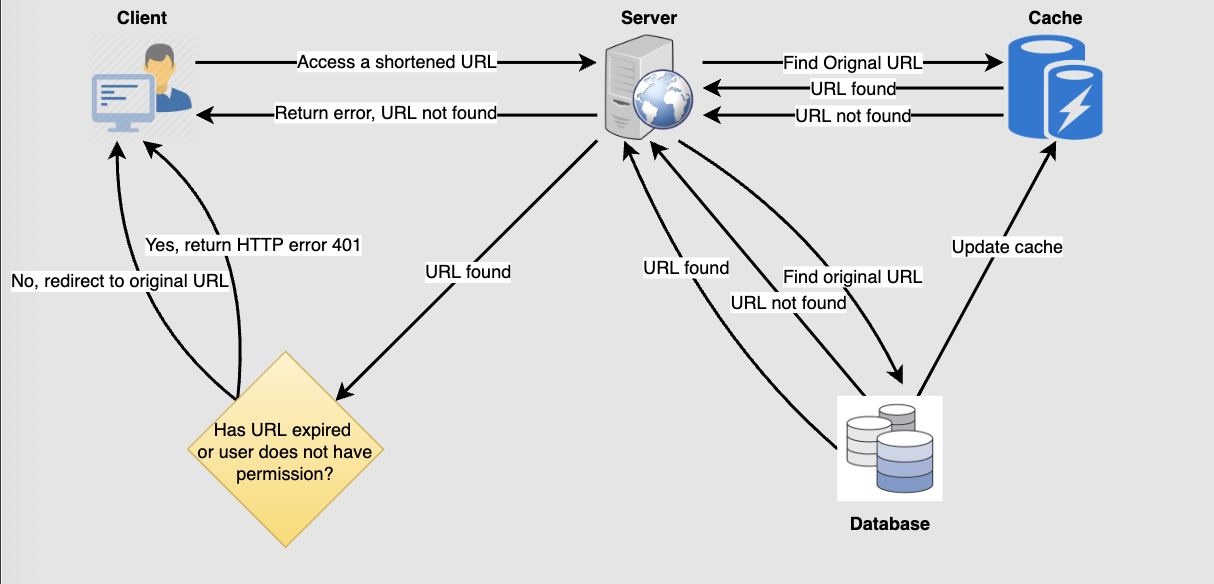 Client
Server
Cache
Access a shortened URL
Find Orignal URL
URL found
Return error, URL not found
URL not found
Yes, return HTTP error 401
No, redirect to original URL
URL found
URL found
Find original URL
URL not found
Update cache
Has URL expired
or user does not have
permission?
Database